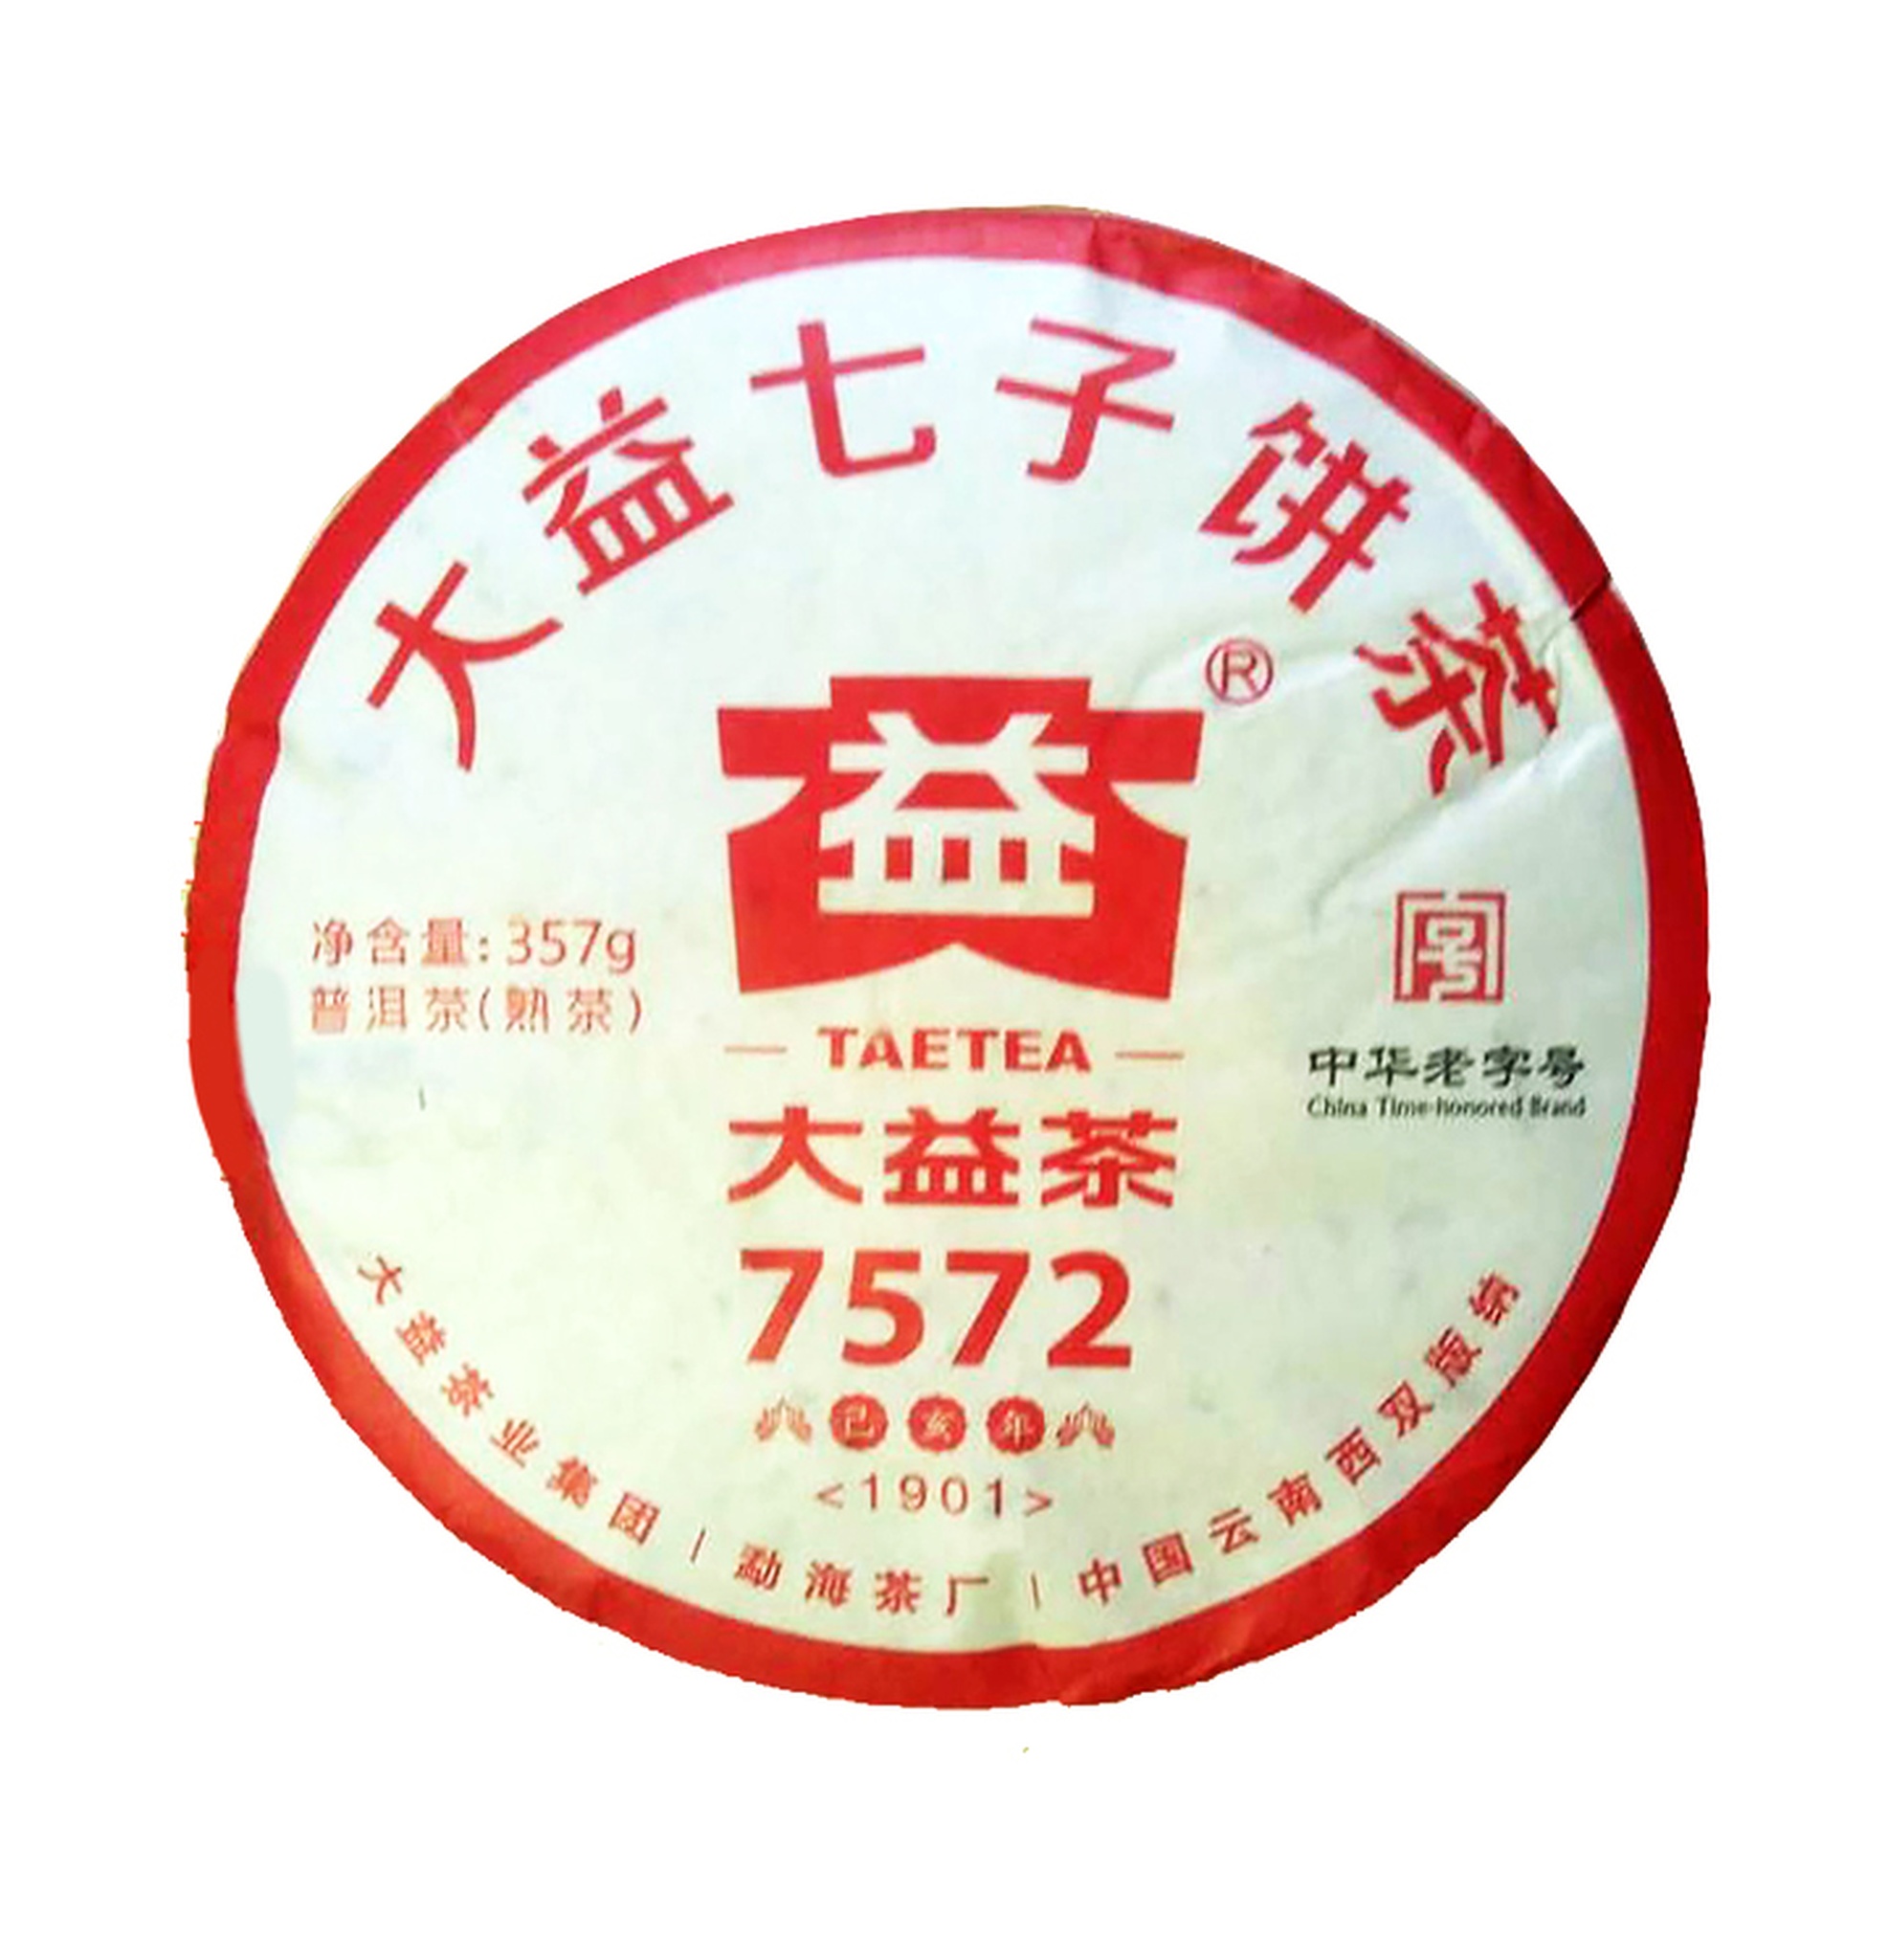 大益七子饼茶
益
®
净含量:357g
普洱茶(熟茶)
号
中华老字号
China Time-honored Brand
TAETEA
大益茶
7572
己亥年
<1901>
大益茶业集团|勐海茶厂|中国云南西双版纳